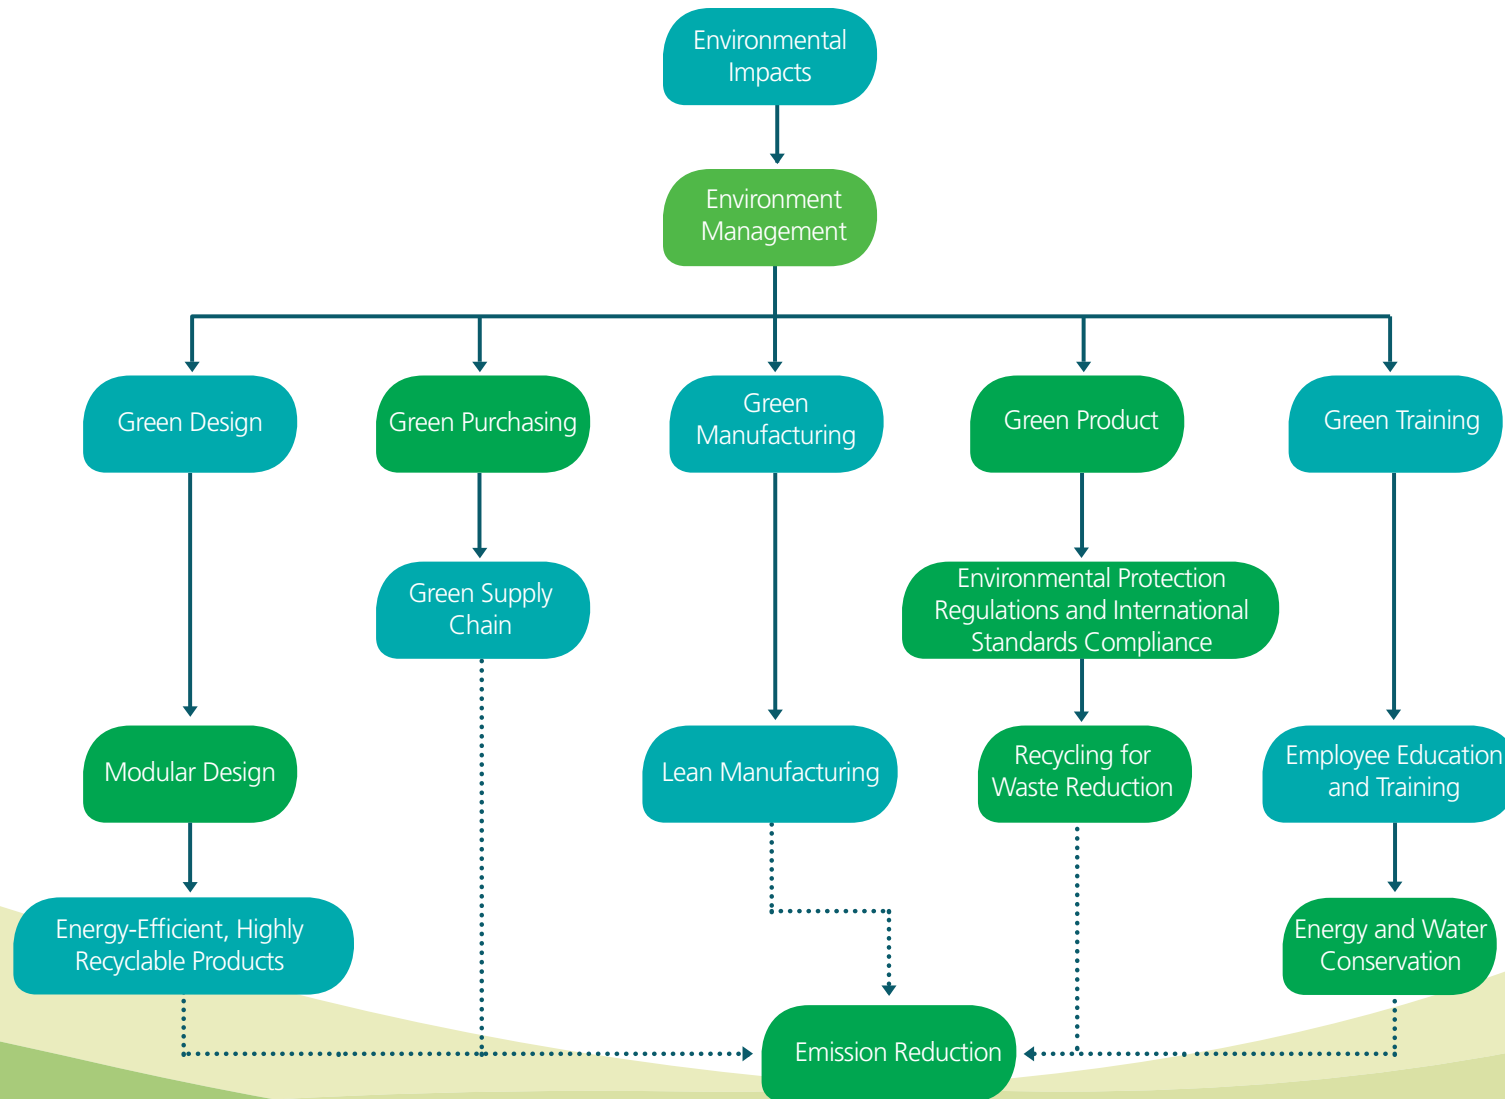 Environmental
Impacts
Environment
Management
Green Design
Green Purchasing
Green
Manufacturing
Green Product
Green Training
Green Supply
Chain
Environmental Protection
Regulations and International
Standards Compliance
Modular Design
Lean Manufacturing
Recycling for
Waste Reduction
Employee Education
and Training
Energy-Efficient, Highly
Recyclable Products
Energy and Water
Conservation
Emission Reduction